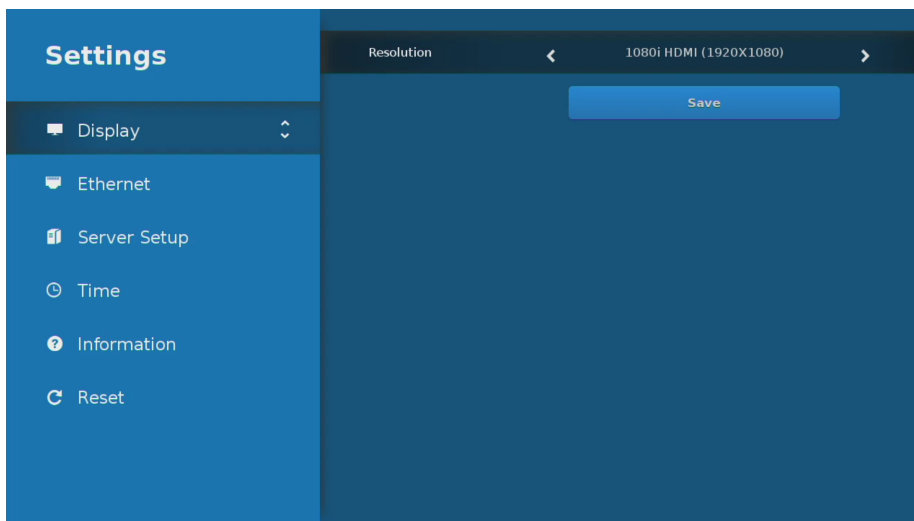 Settings
Display
Ethernet
Server Setup
Time
Information
Reset
Resolution
1080i HDMI (1920X1080)
Save